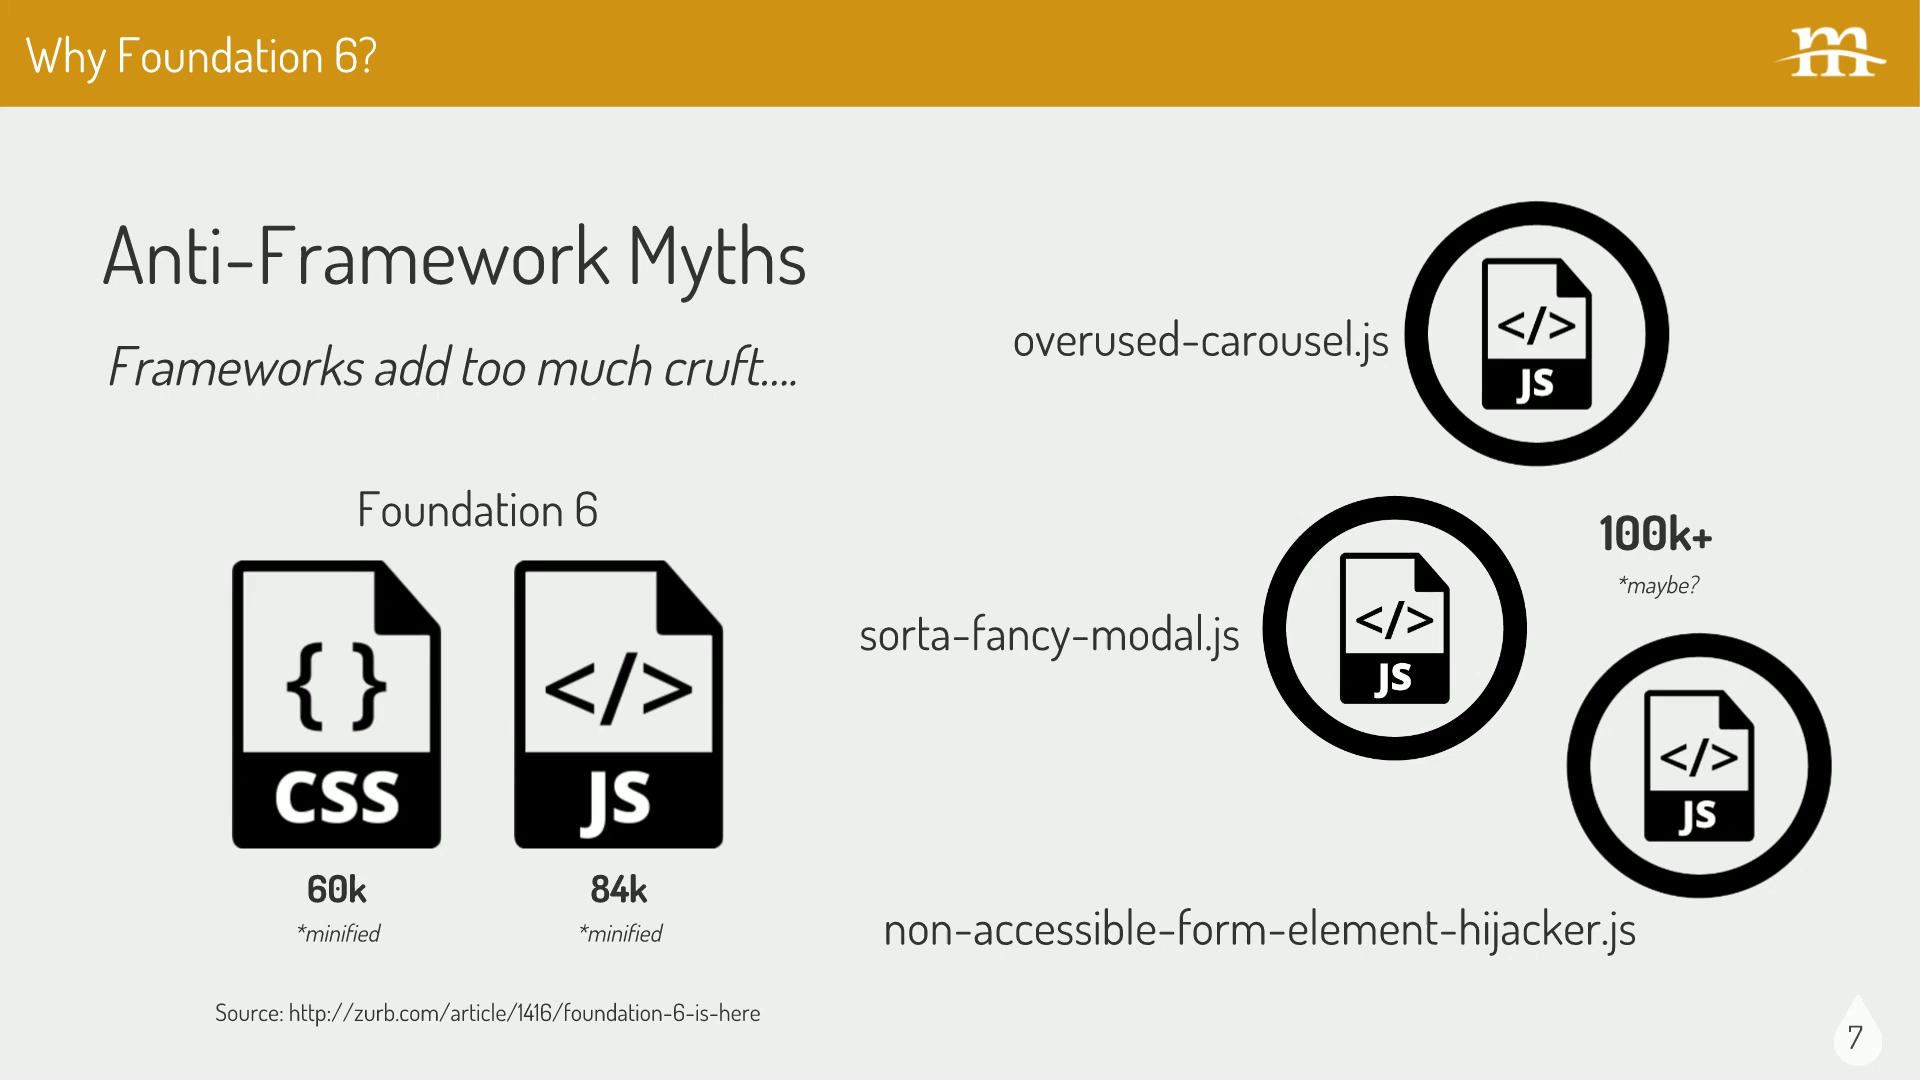 Why Foundation 6?
m
Anti-Framework Myths
Frameworks add too much cruft....
Foundation 6
{ }
CSS
60k
*minified
</>
JS
84k
*minified
Source: http://zurb.com/article/1416/foundation-6-is-here
overused-carousel.js
</>
JS
sorta-fancy-modal.js
</>
JS
100k+
*maybe?
</>
JS
non-accessible-form-element-hijacker.js
7